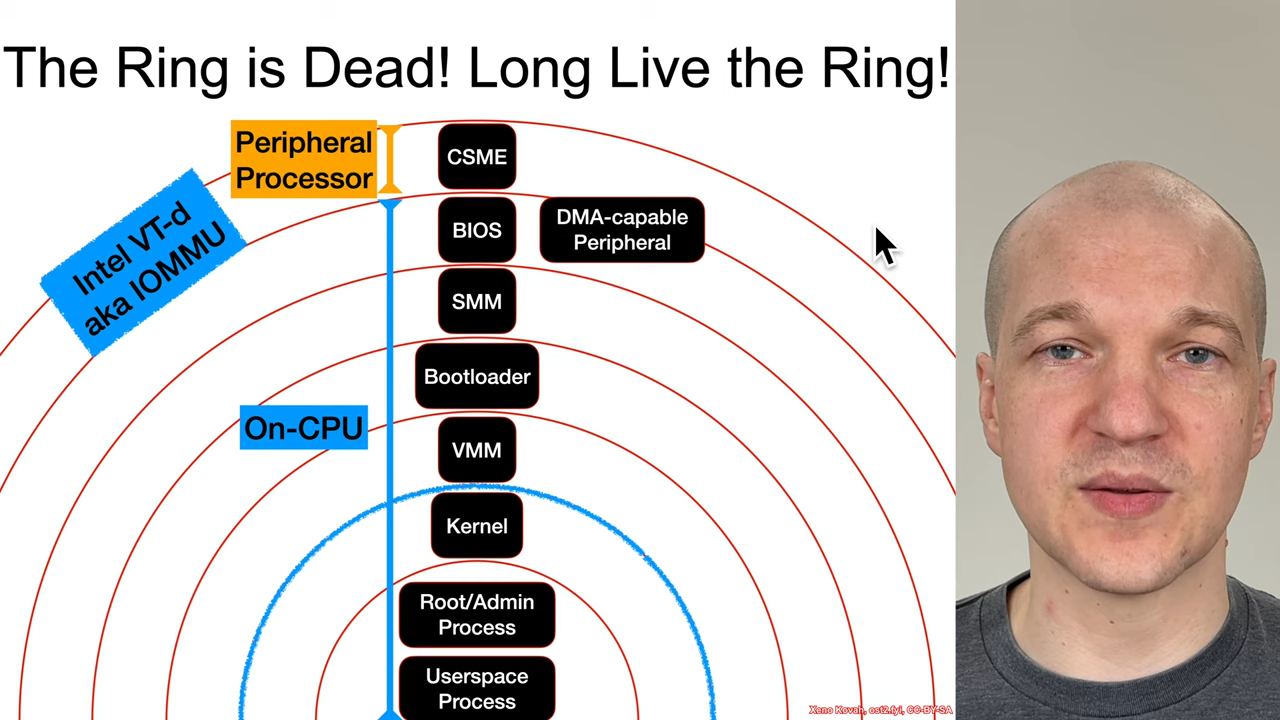 The Ring is Dead! Long Live the Ring!
Peripheral
Processor
CSME
Intel VT-d
aka IOMMU
BIOS
DMA-capable
Peripheral
SMM
Bootloader
On-CPU
VMM
Kernel
Root/Admin
Process
Userspace
Process
Xeno Kovah, ost2.fyi, CC-BY-SA